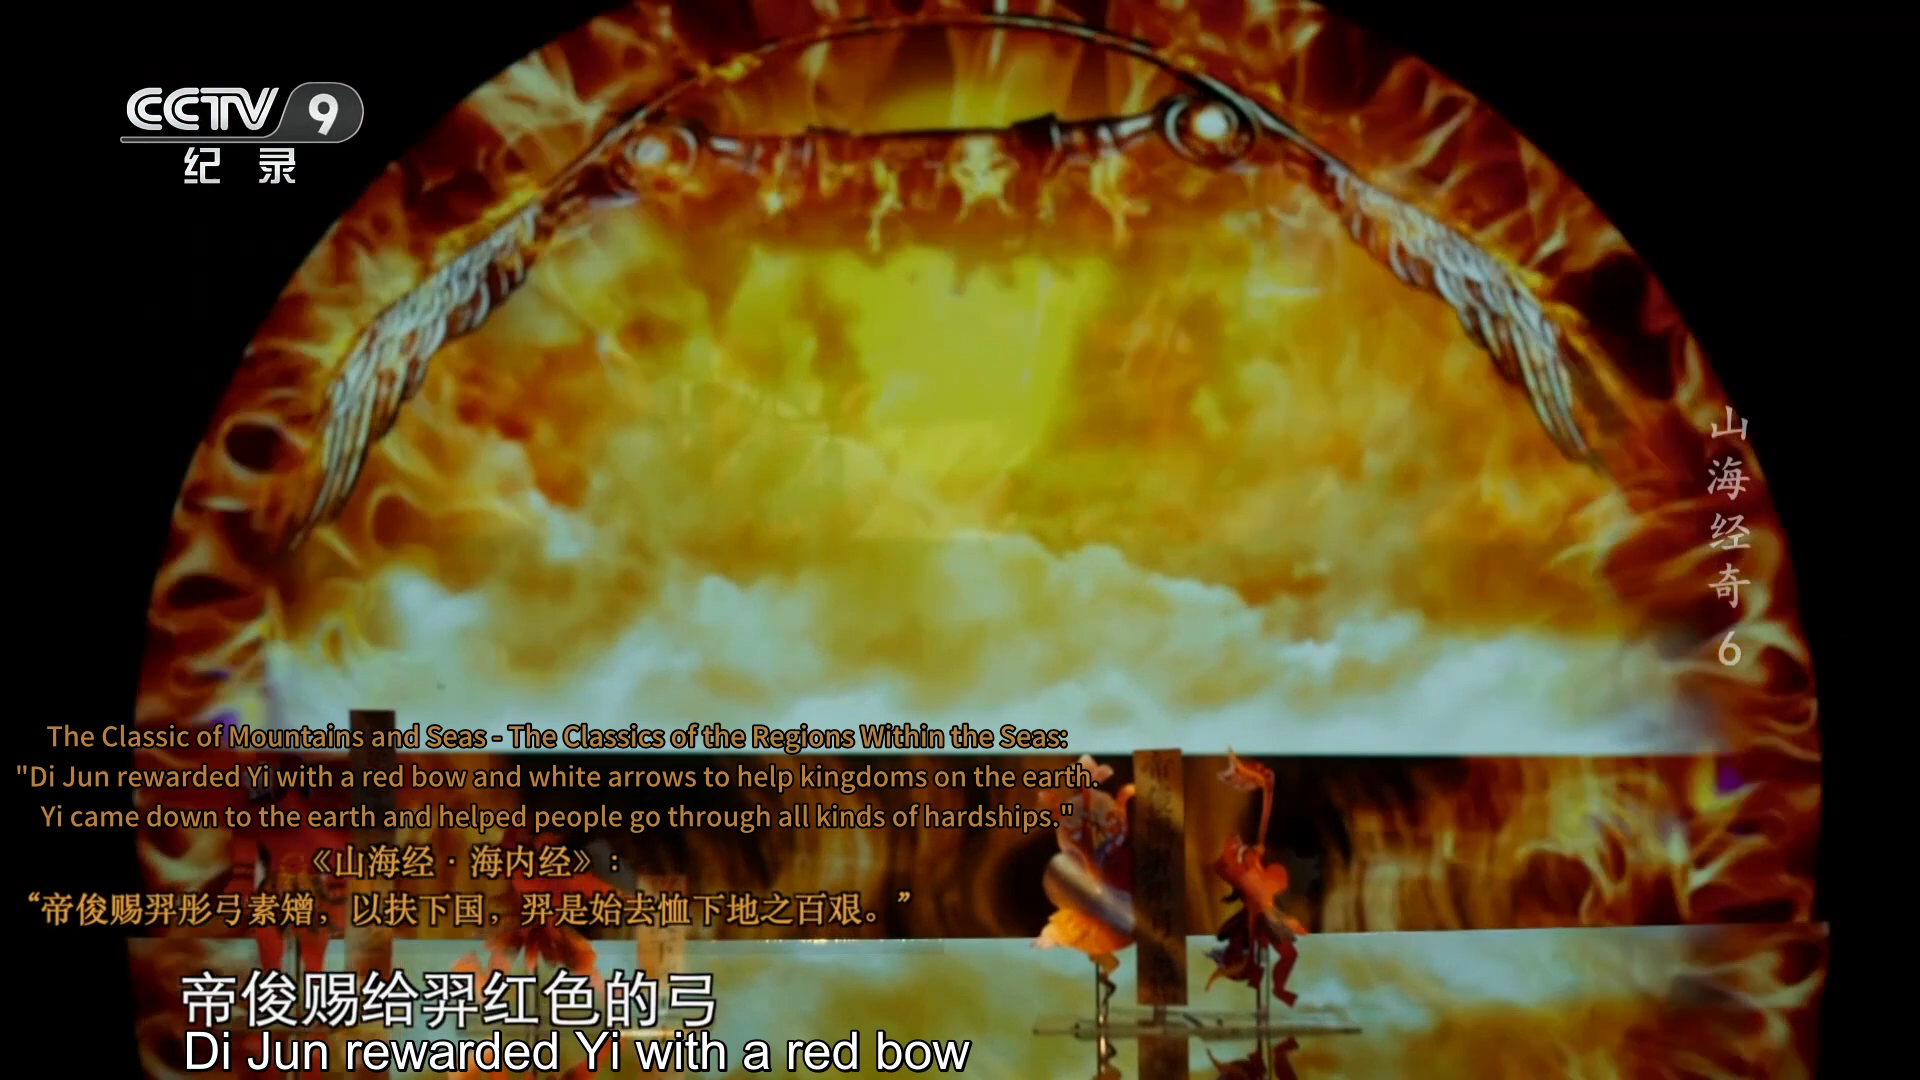 CCTV 9
纪 录
山海经奇 6
The Classic of Mountains and Seas - The Classics of the Regions Within the Seas:
"Di Jun rewarded Yi with a red bow and white arrows to help kingdoms on the earth.
Yi came down to the earth and helped people go through all kinds of hardships."
《山海经·海内经》：
“帝俊赐羿彤弓素矰，以扶下国，羿是始去恤下地之百艰。”
帝俊赐给羿红色的弓
Di Jun rewarded Yi with a red bow